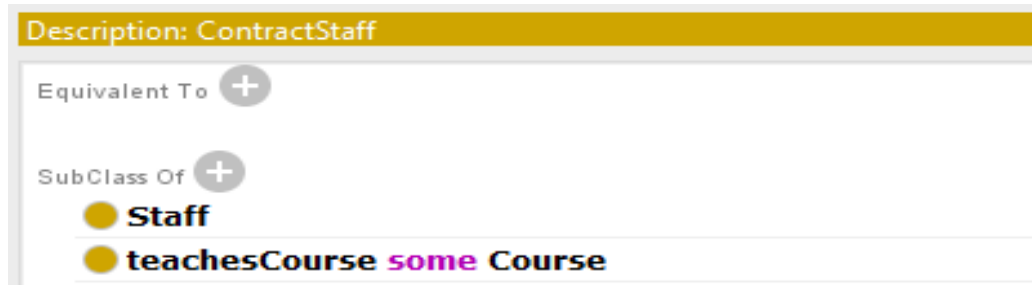 Description: ContractStaff
Equivalent To
SubClass Of
Staff
teachesCourse some Course